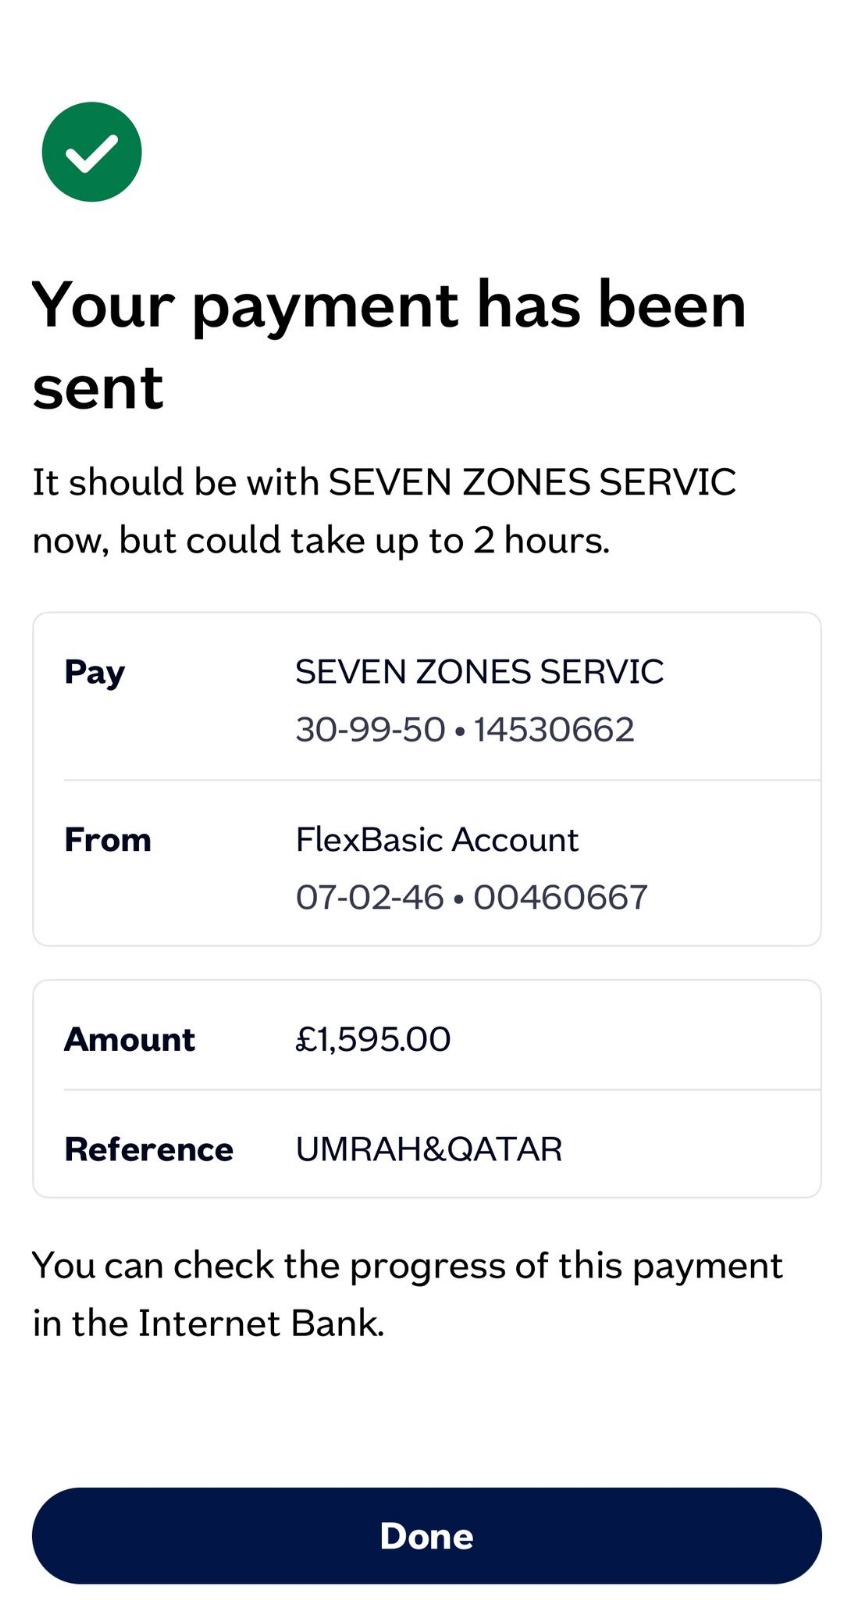 Your payment has been
sent
It should be with SEVEN ZONES SERVIC
now, but could take up to 2 hours.
Pay SEVEN ZONES SERVIC
30-99-50 • 14530662
From FlexBasic Account
07-02-46 • 00460667
Amount £1,595.00
Reference UMRAH&QATAR
You can check the progress of this payment
in the Internet Bank.
Done